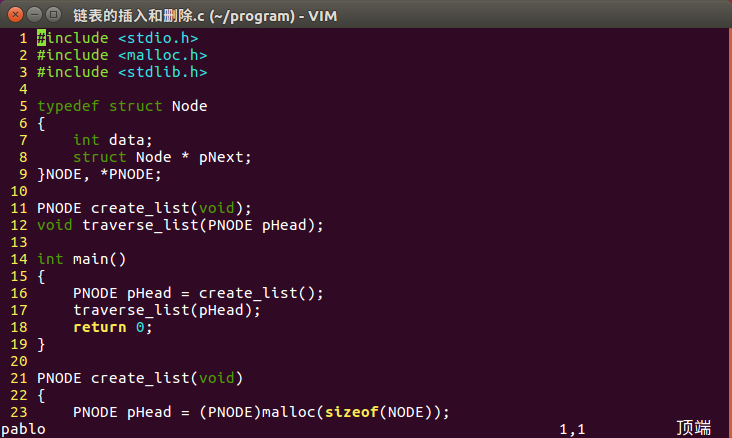 链表的插入和删除.c (~/program) - VIM
1 #include <stdio.h>
2 #include <malloc.h>
3 #include <stdlib.h>
4
5 typedef struct Node
6 {
7     int data;
8     struct Node * pNext;
9 }NODE, *PNODE;
10
11 PNODE create_list(void);
12 void traverse_list(PNODE pHead);
13
14 int main()
15 {
16     PNODE pHead = create_list();
17     traverse_list(pHead);
18     return 0;
19 }
20
21 PNODE create_list(void)
22 {
23     PNODE pHead = (PNODE)malloc(sizeof(NODE));
pablo 1,1 顶端